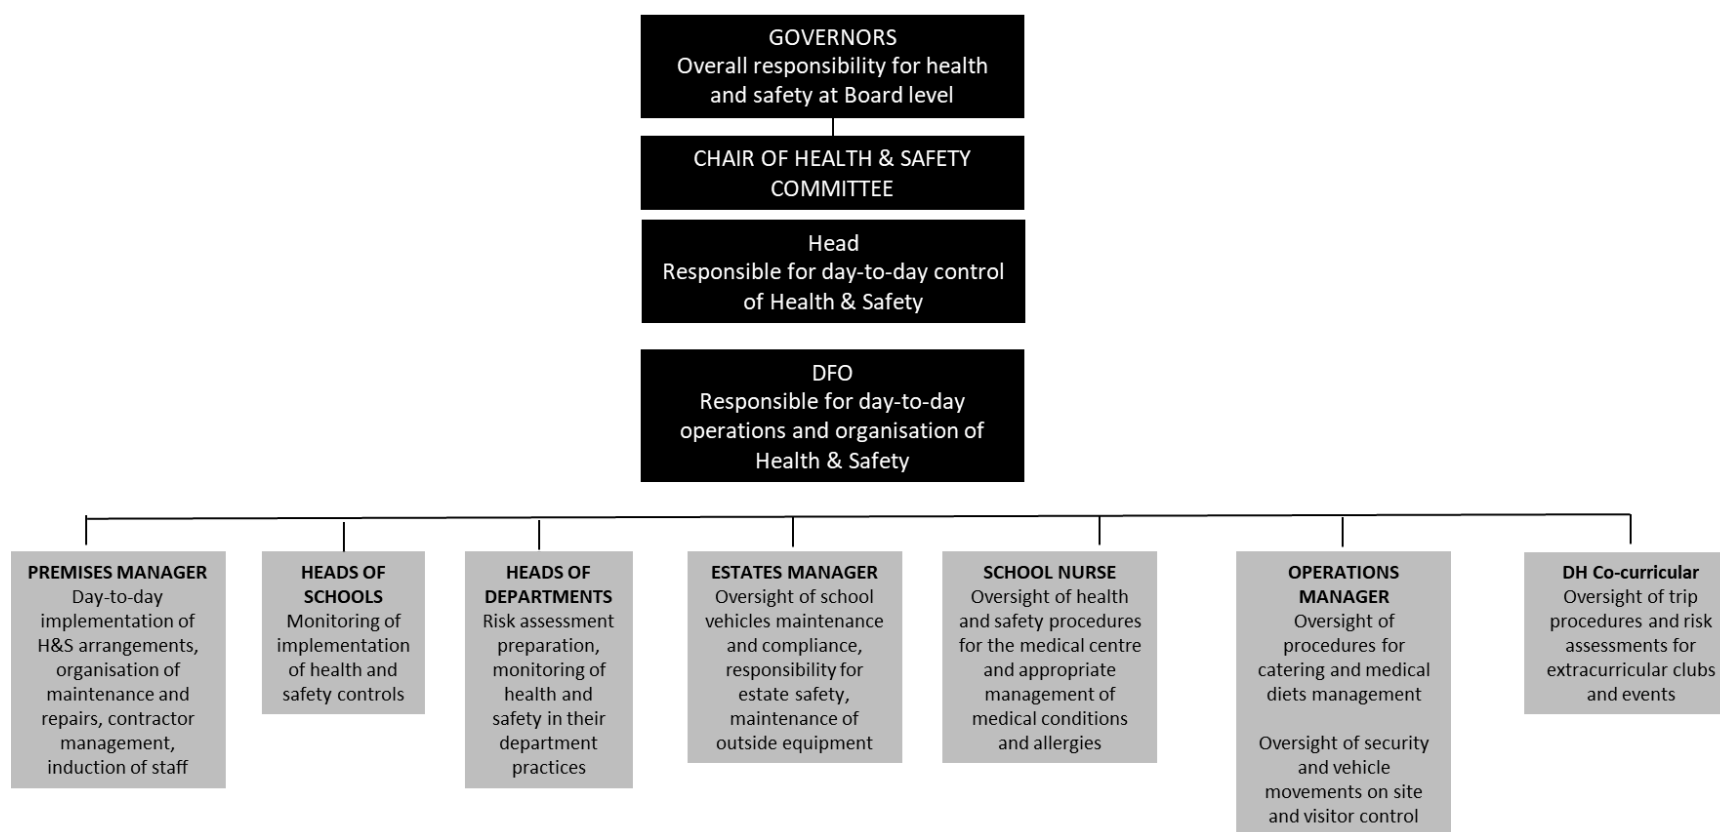 GOVERNORS
Overall responsibility for health
and safety at Board level
CHAIR OF HEALTH & SAFETY
COMMITTEE
Head
Responsible for day-to-day control
of Health & Safety
DFO
Responsible for day-to-day
operations and organisation of
Health & Safety
PREMISES MANAGER
Day-to-day
implementation of
H&S arrangements,
organisation of
maintenance and
repairs, contractor
management,
induction of staff
HEADS OF
SCHOOLS
Monitoring of
implementation
of health and
safety controls
HEADS OF
DEPARTMENTS
Risk assessment
preparation,
monitoring of
health and
safety in their
department
practices
ESTATES MANAGER
Oversight of school
vehicles maintenance
and compliance,
responsibility for
estate safety,
maintenance of
outside equipment
SCHOOL NURSE
Oversight of health
and safety procedures
for the medical centre
and appropriate
management of
medical conditions
and allergies
OPERATIONS
MANAGER
Oversight of
procedures for
catering and medical
diets management
Oversight of security
and vehicle
movements on site
and visitor control
DH Co-curricular
Oversight of trip
procedures and risk
assessments for
extracurricular clubs
and events